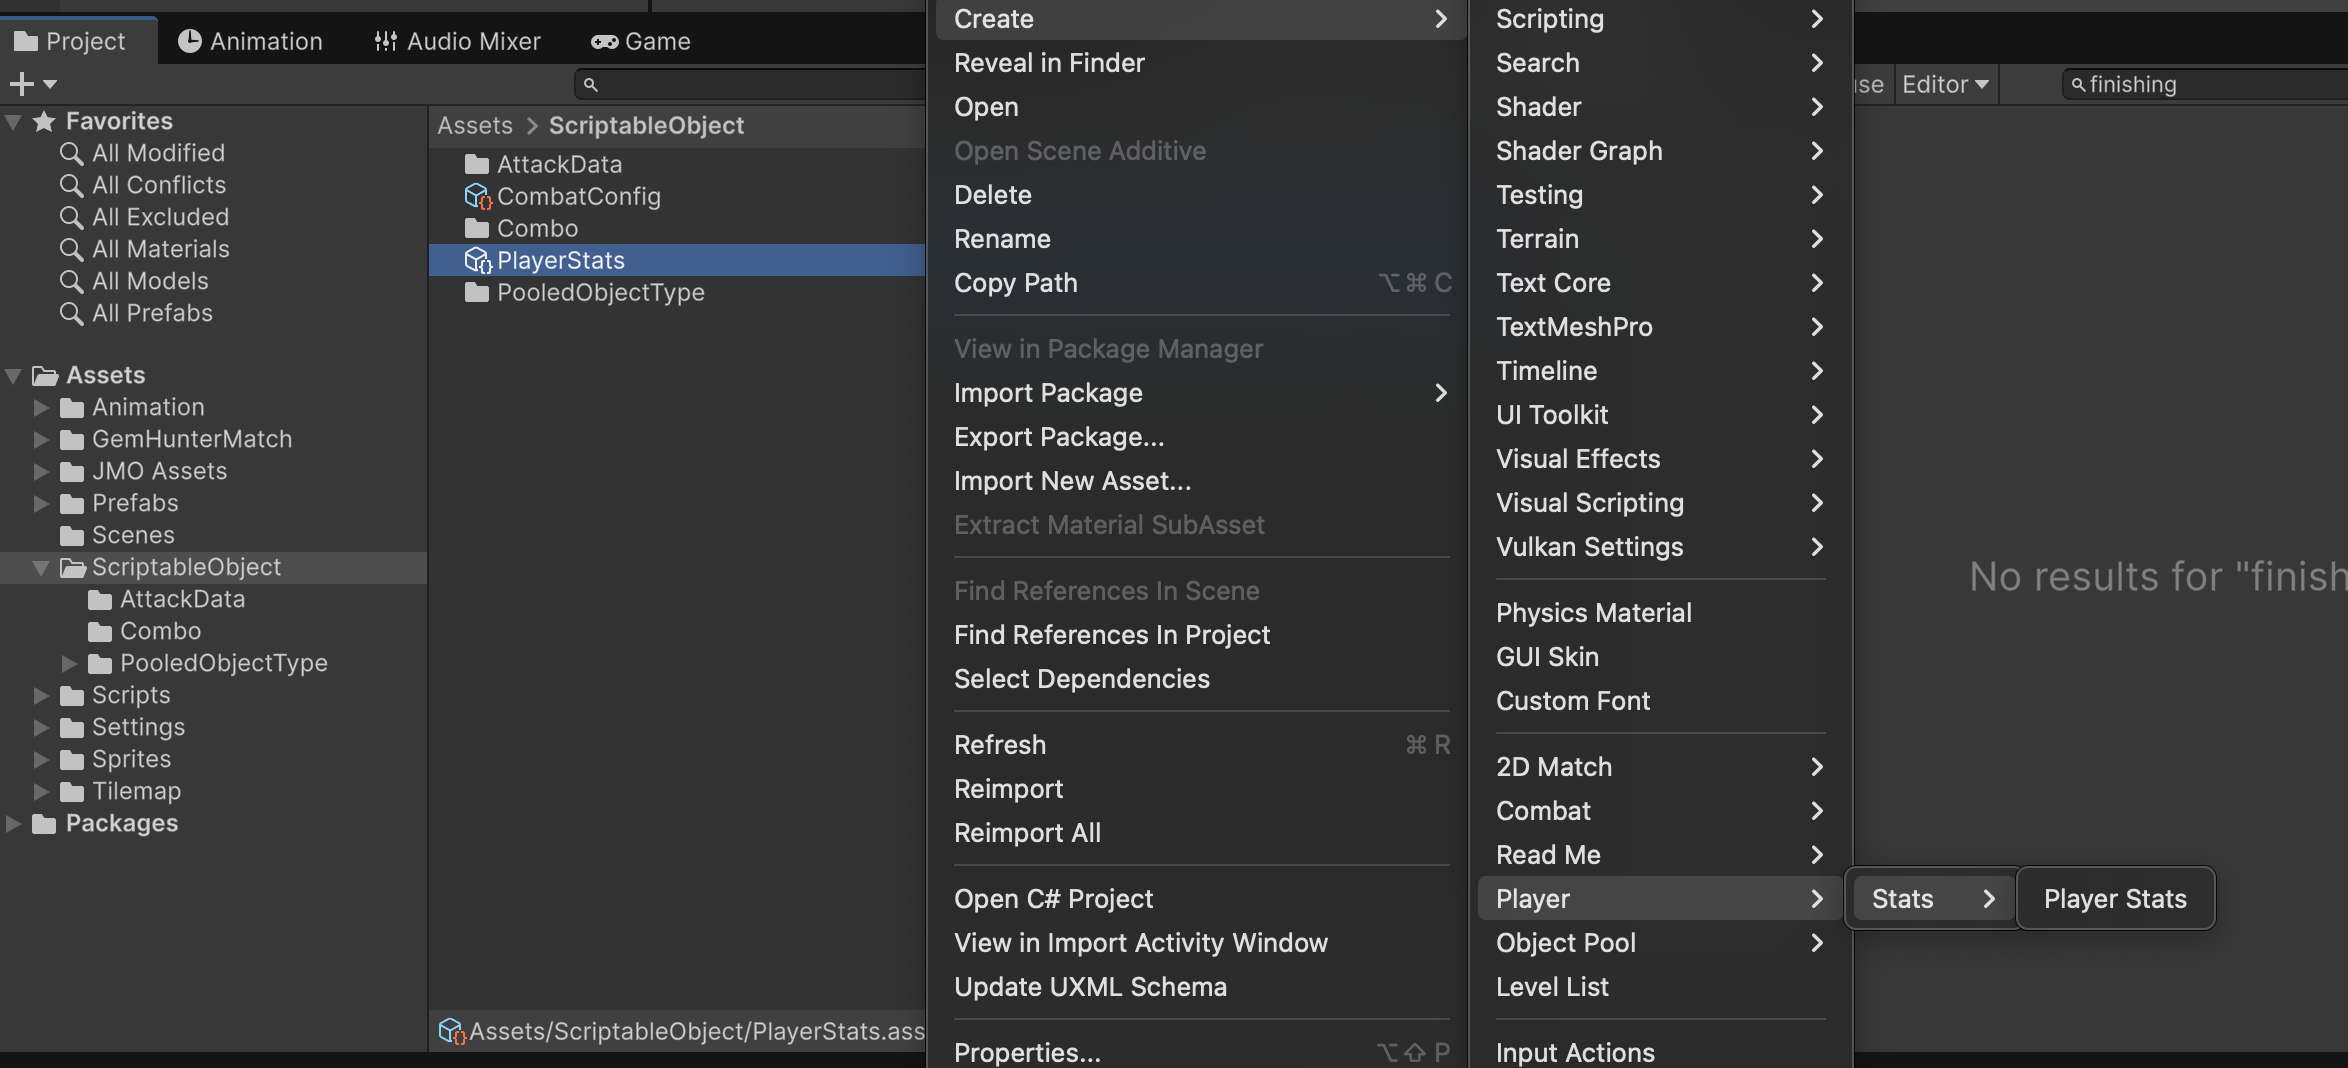 Project
Animation
Audio Mixer
Game
Favorites
All Modified
All Conflicts
All Excluded
All Materials
All Models
All Prefabs
Assets
Animation
GemHunterMatch
JMO Assets
Prefabs
Scenes
ScriptableObject
AttackData
Combo
PooledObjectType
Scripts
Settings
Sprites
Tilemap
Packages
Assets > ScriptableObject
AttackData
CombatConfig
Combo
PlayerStats
PooledObjectType
Assets/ScriptableObject/PlayerStats.ass
Create
Reveal in Finder
Open
Open Scene Additive
Delete
Rename
Copy Path ⌥⌘ C
View in Package Manager
Import Package
Export Package...
Import New Asset...
Extract Material SubAsset
Find References In Scene
Find References In Project
Select Dependencies
Refresh ⌘ R
Reimport
Reimport All
Open C# Project
View in Import Activity Window
Update UXML Schema
Properties... ⌥⇧ P
Scripting
Search
Shader
Shader Graph
Testing
Terrain
Text Core
TextMeshPro
Timeline
UI Toolkit
Visual Effects
Visual Scripting
Vulkan Settings
Physics Material
GUI Skin
Custom Font
2D Match
Combat
Read Me
Player
Object Pool
Level List
Input Actions
Stats
Player Stats
Editor
finishing
No results for "finish